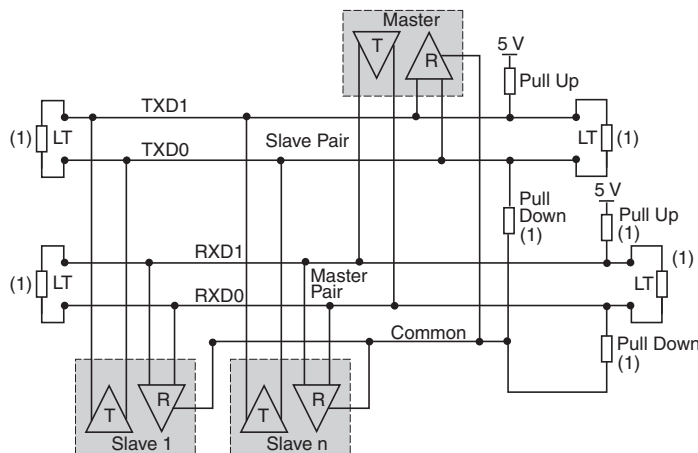 Master
T
R
5 V
Pull Up
TXD1
(1)
LT
LT
(1)
Slave Pair
TXD0
5 V
Pull
Down
(1)
Pull Up
(1)
RXD1
(1)
(1)
LT
Master
Pair
LT
RXD0
Common
Pull Down
(1)
T
R
T
R
Slave 1
Slave n